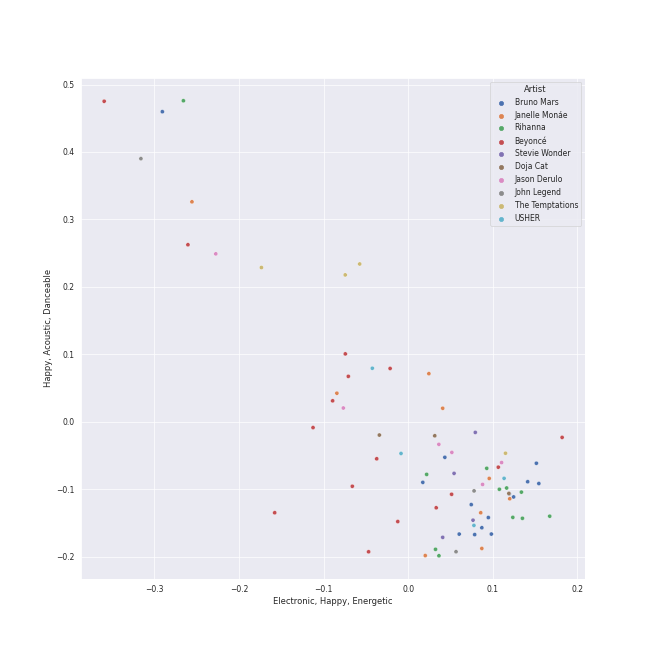 0.5
0.4
0.3
0.2
0.1
0.0
−0.1
−0.2
Happy, Acoustic, Danceable
−0.3
−0.2
−0.1
0.0
0.1
0.2
Electronic, Happy, Energetic
Artist
Bruno Mars
Janelle Monáe
Rihanna
Beyoncé
Stevie Wonder
Doja Cat
Jason Derulo
John Legend
The Temptations
USHER